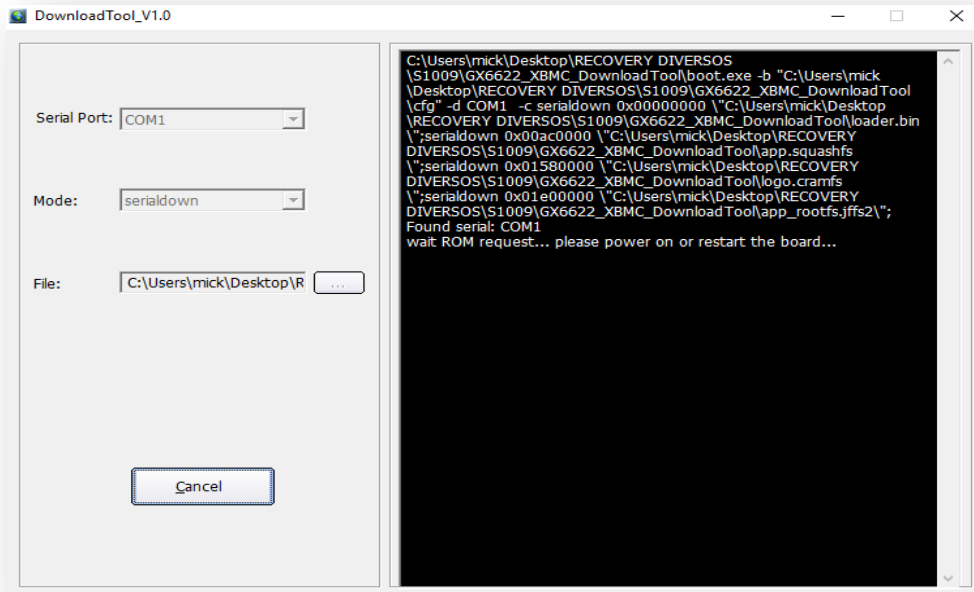 DownloadTool_V1.0
Serial Port:
COM1
Mode:
serialdown
File:
C:\Users\mick\Desktop\R
...
Cancel
C:\Users\mick\Desktop\RECOVERY DIVERSOS
\S1009\GX6622_XBMC_DownloadTool\boot.exe -b "C:\Users\mick
\Desktop\RECOVERY DIVERSOS\S1009\GX6622_XBMC_DownloadTool
\cfg" -d COM1  -c serialdown 0x00000000 \"C:\Users\mick\Desktop
\RECOVERY DIVERSOS\S1009\GX6622_XBMC_DownloadTool\loader.bin
\";serialdown 0x00ac0000 \"C:\Users\mick\Desktop\RECOVERY
DIVERSOS\S1009\GX6622_XBMC_DownloadTool\app.squashfs
\";serialdown 0x01580000 \"C:\Users\mick\Desktop\RECOVERY
DIVERSOS\S1009\GX6622_XBMC_DownloadTool\logo.cramfs
\";serialdown 0x01e00000 \"C:\Users\mick\Desktop\RECOVERY
DIVERSOS\S1009\GX6622_XBMC_DownloadTool\app_rootfs.jffs2\";
Found serial: COM1
wait ROM request... please power on or restart the board...